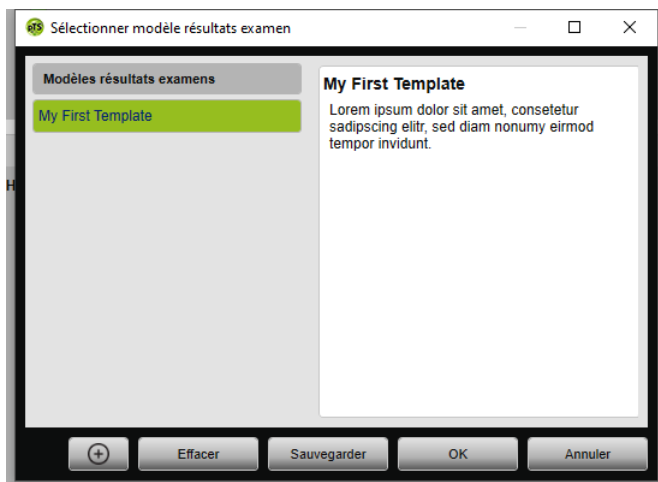 pTS Sélectionner modèle résultats examen
Modèles résultats examens
My First Template
My First Template
Lorem ipsum dolor sit amet, consetetur
sadipscing elitr, sed diam nonumy eirmod
tempor invidunt.
H
Effacer
Sauvegarder
OK
Annuler